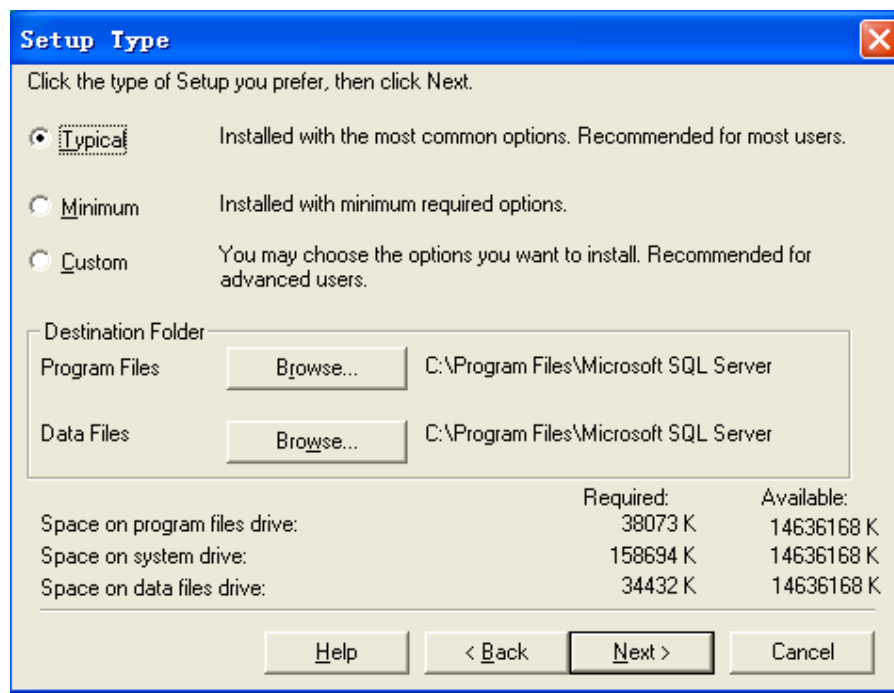 Setup Type
Click the type of Setup you prefer, then click Next.
Typical Installed with the most common options. Recommended for most users.
Minimum Installed with minimum required options.
Custom You may choose the options you want to install. Recommended for
advanced users.
Destination Folder
Program Files Browse... C:\Program Files\Microsoft SQL Server
Data Files Browse... C:\Program Files\Microsoft SQL Server
Required: Available:
Space on program files drive: 38073 K 14636168 K
Space on system drive: 158694 K 14636168 K
Space on data files drive: 34432 K 14636168 K
Help < Back Next > Cancel